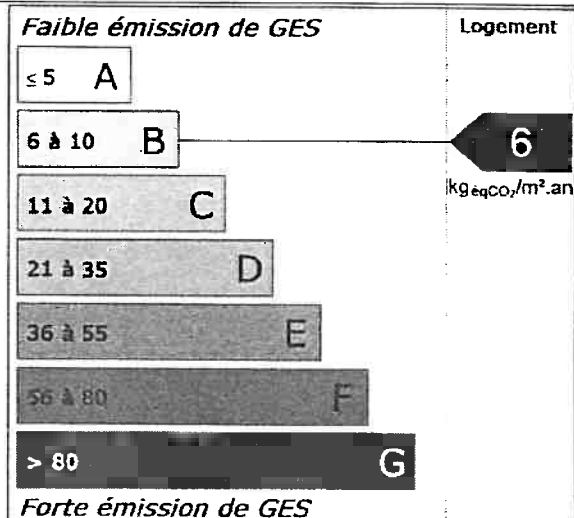 Faible émission de GES
Logement
≤ 5 A
6 à 10 B
6
kgéqCO₂/m².an
11 à 20 C
21 à 35 D
36 à 55 E
56 à 80 F
> 80 G
Forte émission de GES